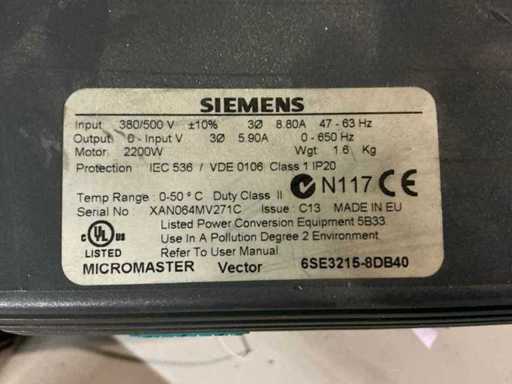 SIEMENS
Input 380/500 V ±10% 3Ø 8.80A 47 - 63 Hz
Output 0 - Input V 3Ø 5.90A 0 - 650 Hz
Motor 2200W Wgt 16 Kg
Protection IEC 536 / VDE 0106 Class 1 IP20
N117 CE
Temp Range : 0-50 °C Duty Class II
Serial No XAN064MV271C Issue : C13 MADE IN EU
Listed Power Conversion Equipment 5B33
Use In A Pollution Degree 2 Environment
Refer To User Manual
C UL US
LISTED
MICROMASTER Vector 6SE3215-8DB40